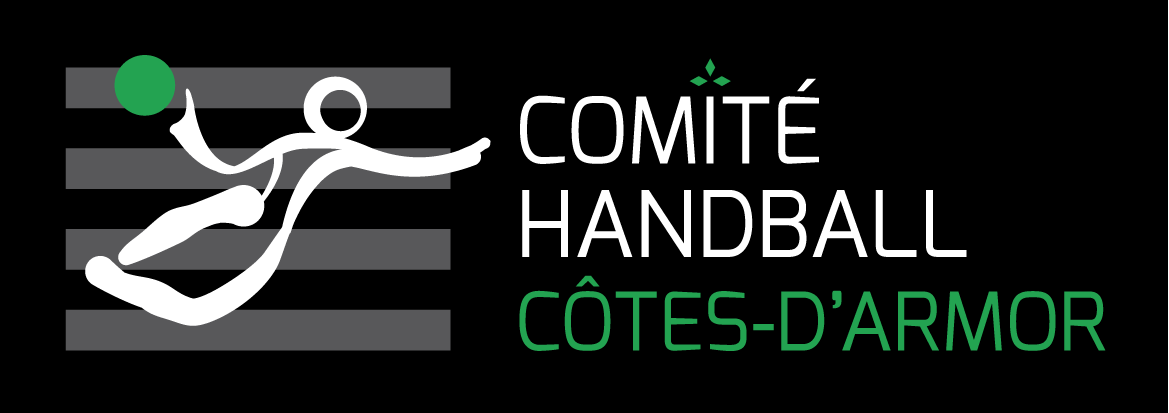 COMITÉ
HANDBALL
CÔTES-D’ARMOR